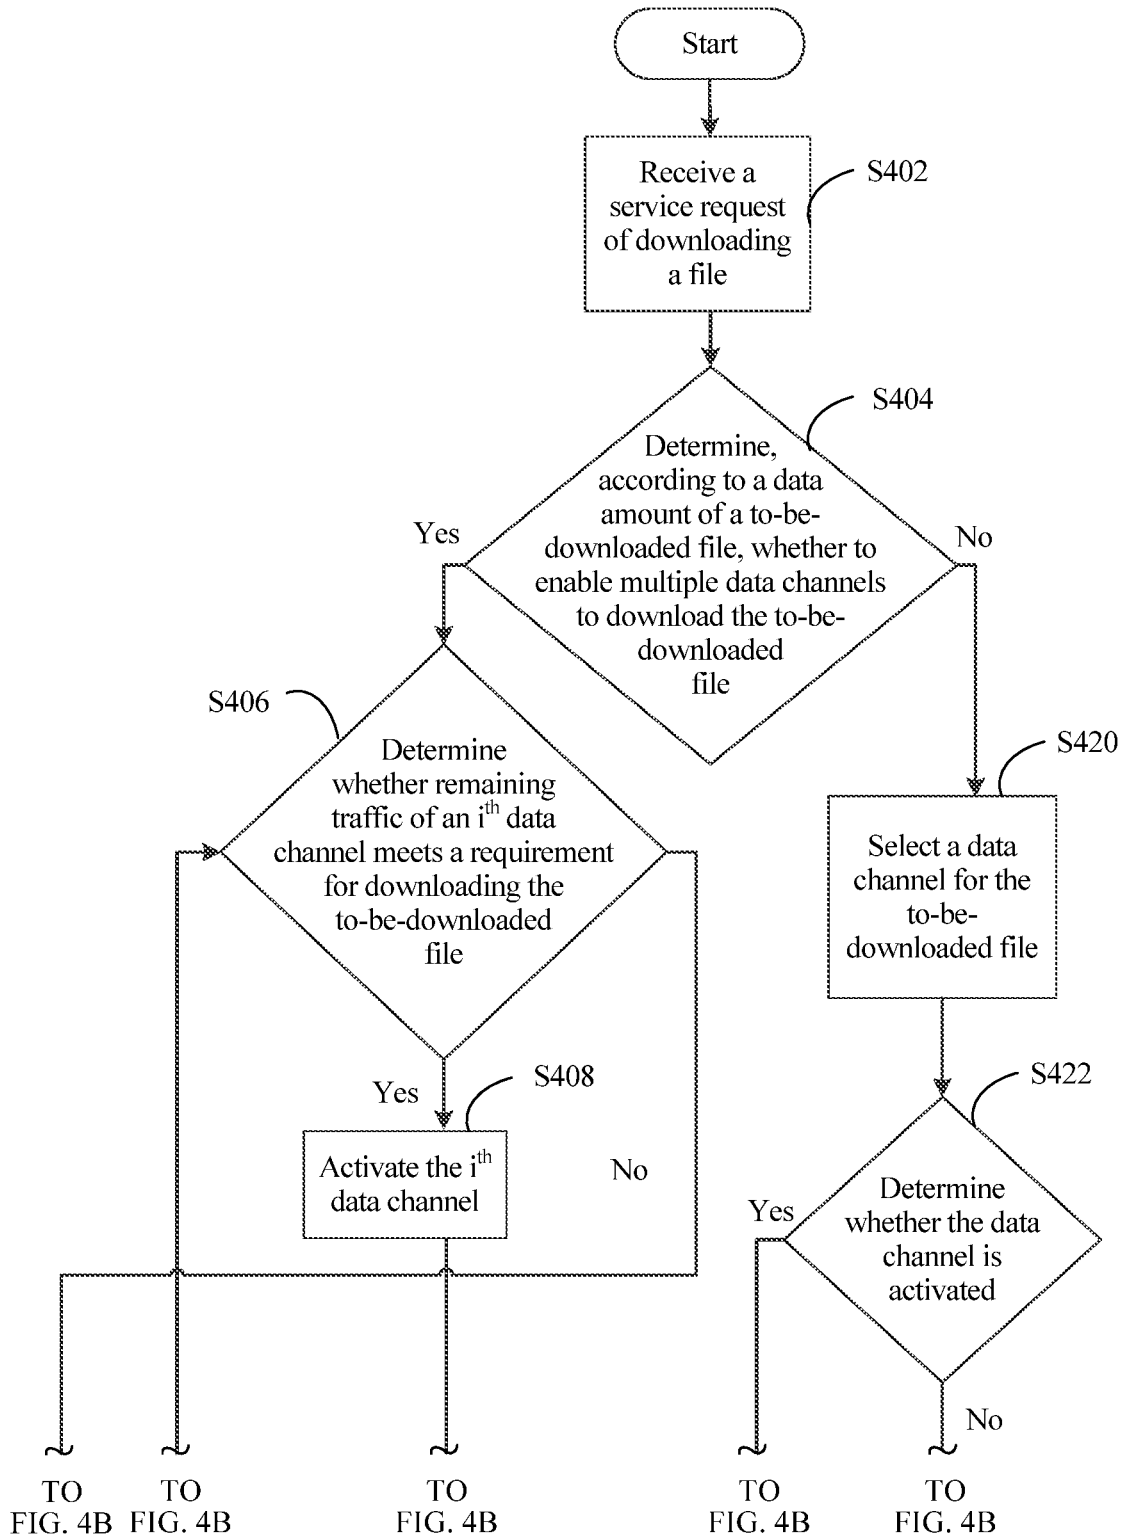 Start
Receive a
service request
of downloading
a file
S402
S404
Determine,
according to a data
amount of a to-be-
downloaded file, whether to
enable multiple data channels
to download the to-be-
downloaded
file
Yes
No
S406
Determine
whether remaining
traffic of an ith data
channel meets a requirement
for downloading the
to-be-downloaded
file
S420
Select a data
channel for the
to-be-
downloaded file
Yes
S408
Activate the ith
data channel
No
S422
Determine
whether the data
channel is
activated
Yes
No
TO
FIG. 4B
TO
FIG. 4B
TO
FIG. 4B
TO
FIG. 4B
TO
FIG. 4B